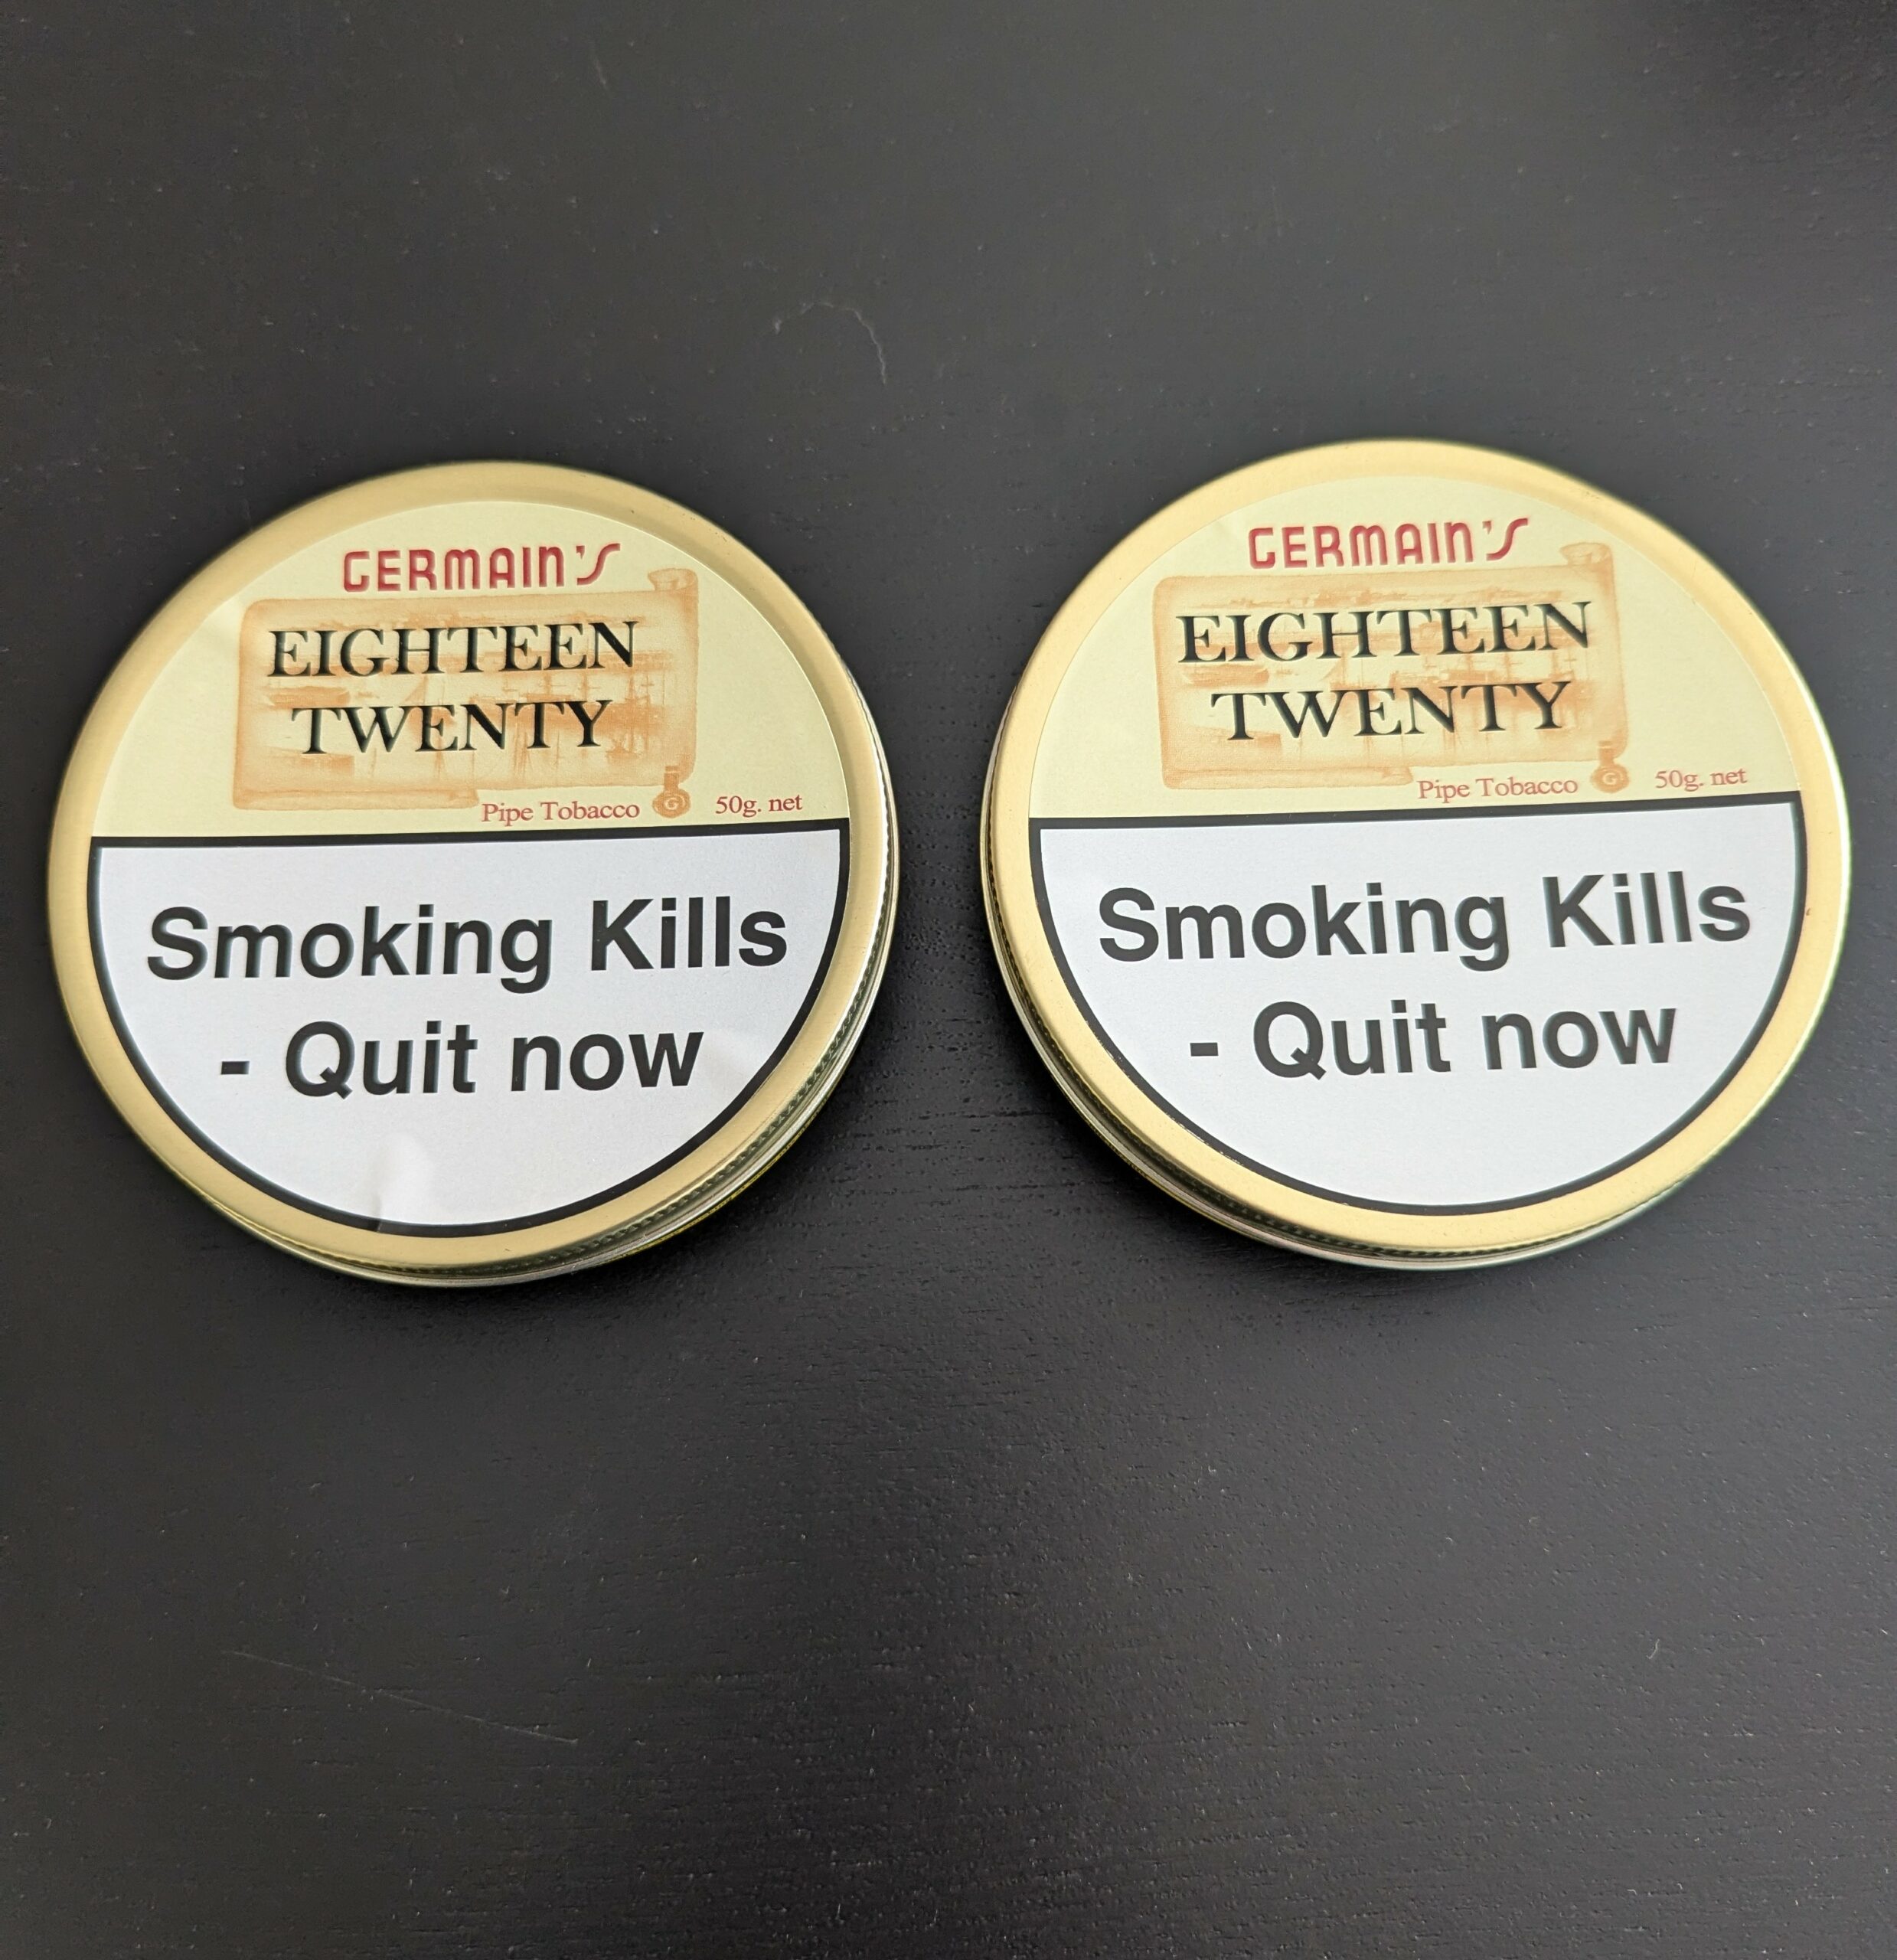 GERMAIN'S
EIGHTEEN
TWENTY
Pipe Tobacco G 50g. net
Smoking Kills
- Quit now
GERMAIN'S
EIGHTEEN
TWENTY
Pipe Tobacco G 50g. net
Smoking Kills
- Quit now